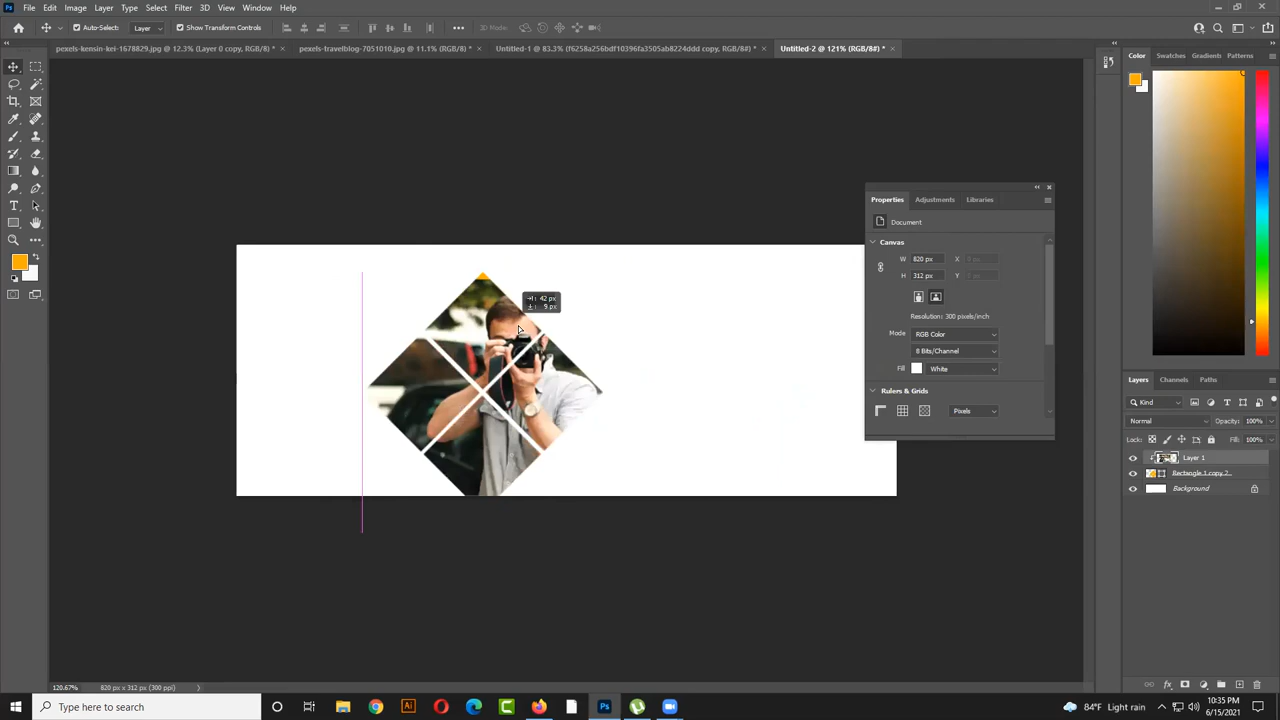 File Edit Image Layer Type Select Filter 3D View Window Help
Auto-Select: Layer Show Transform Controls 3D Mode:
pexels-kensin-kei-1678829.jpg @ 12.3% (Layer 0 copy, RGB/8) * × pexels-travelblog-7051010.jpg @ 11.1% (RGB/8) * × Untitled-1 @ 83.3% (f6258a256bdf10396fa3505ab8224ddd copy, RGB/8#) * × Untitled-2 @ 121% (RGB/8#) * ×
Color Swatches Gradients Patterns
Properties Adjustments Libraries
Document
Canvas
W 820 px X 0 px
H 312 px Y 0 px
Resolution: 300 pixels/inch
Mode RGB Color
8 Bits/Channel
Fill White
Rulers & Grids
Pixels
42 px
9 px
Layers Channels Paths
Kind
Normal Opacity: 100%
Lock: Fill: 100%
Layer 1
Rectangle 1 copy 2
Background
120.67% 820 px x 312 px (300 ppi)
Type here to search
84°F Light rain
10:35 PM
6/15/2021